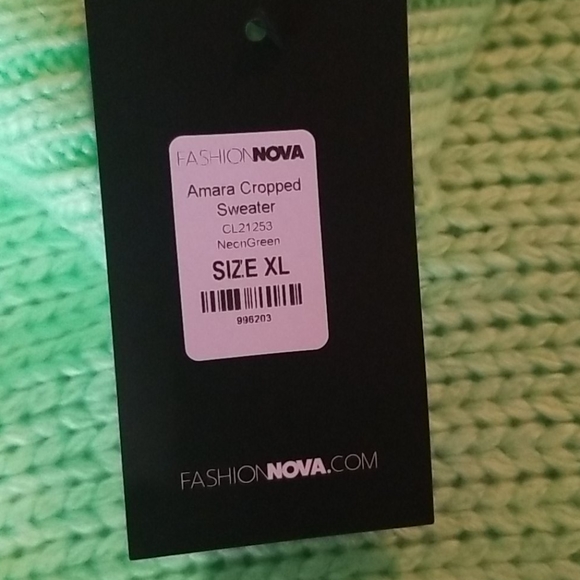 FASHIONNOVA
Amara Cropped
Sweater
CL21253
NeonGreen
SIZE XL
996203
FASHIONNOVA.COM